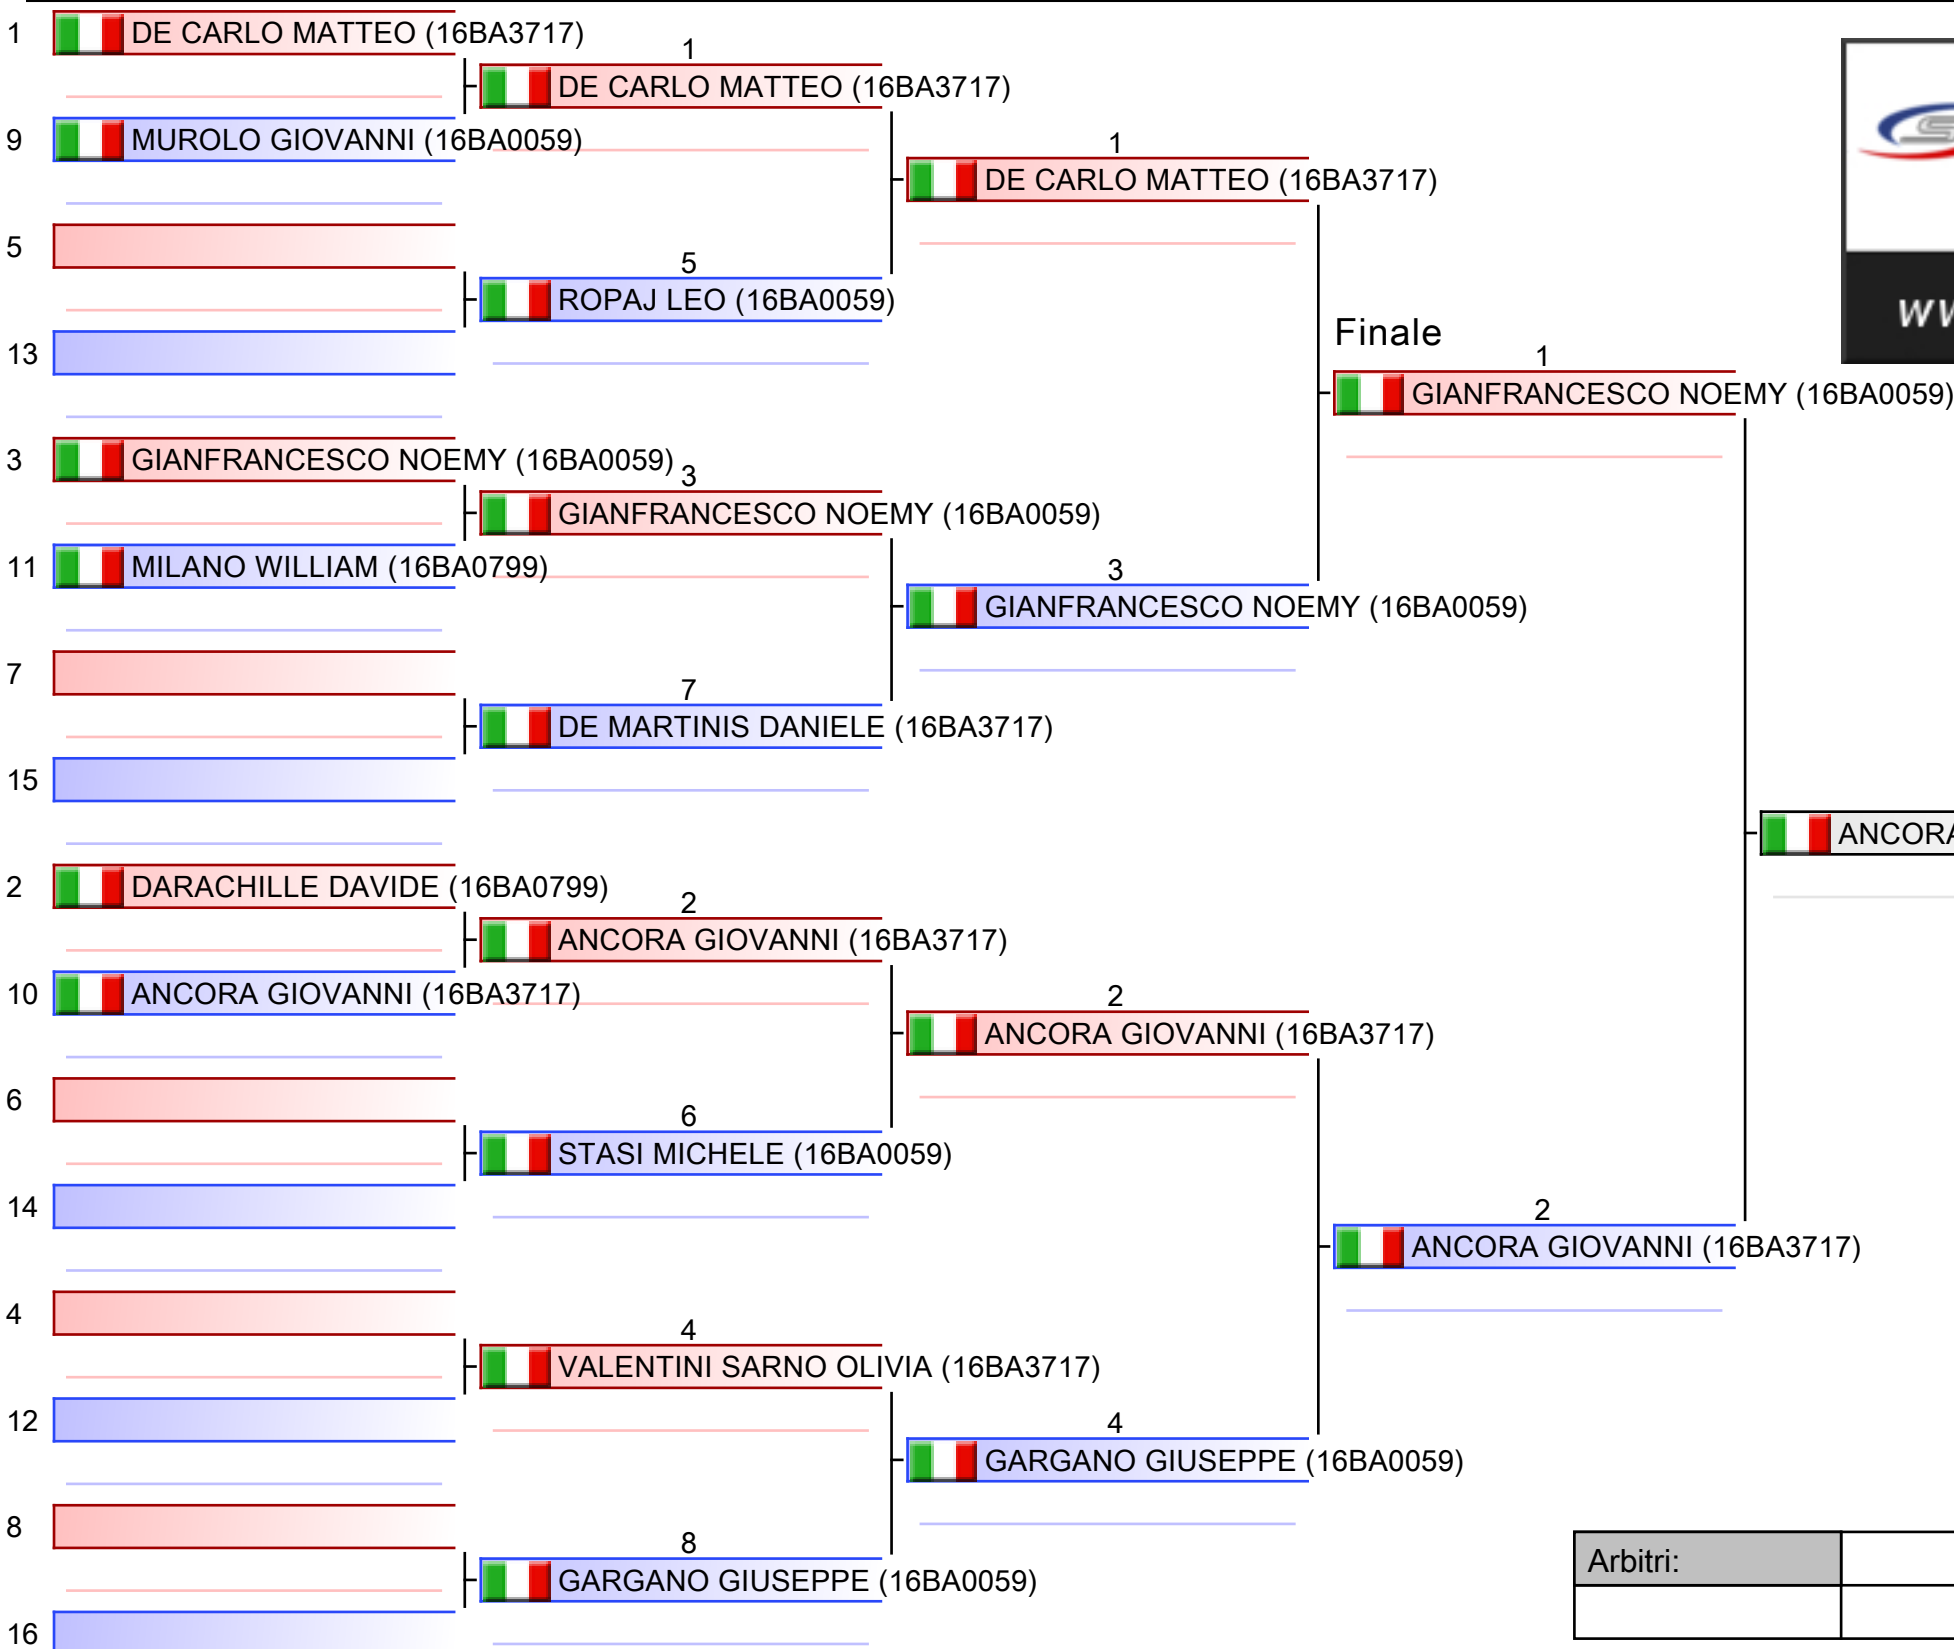 1 DE CARLO MATTEO (16BA3717)
9 MUROLO GIOVANNI (16BA0059)
5
13
3 GIANFRANCESCO NOEMY (16BA0059)
11 MILANO WILLIAM (16BA0799)
7
15
2 DARACHILLE DAVIDE (16BA0799)
10 ANCORA GIOVANNI (16BA3717)
6
14
4
12
8
16
1
DE CARLO MATTEO (16BA3717)
5
ROPAJ LEO (16BA0059)
3
GIANFRANCESCO NOEMY (16BA0059)
7
DE MARTINIS DANIELE (16BA3717)
2
ANCORA GIOVANNI (16BA3717)
6
STASI MICHELE (16BA0059)
4
VALENTINI SARNO OLIVIA (16BA3717)
8
GARGANO GIUSEPPE (16BA0059)
1
DE CARLO MATTEO (16BA3717)
3
GIANFRANCESCO NOEMY (16BA0059)
2
ANCORA GIOVANNI (16BA3717)
4
GARGANO GIUSEPPE (16BA0059)
Finale
1
GIANFRANCESCO NOEMY (16BA0059)
2
ANCORA GIOVANNI (16BA3717)
ANCORA
Arbitri: